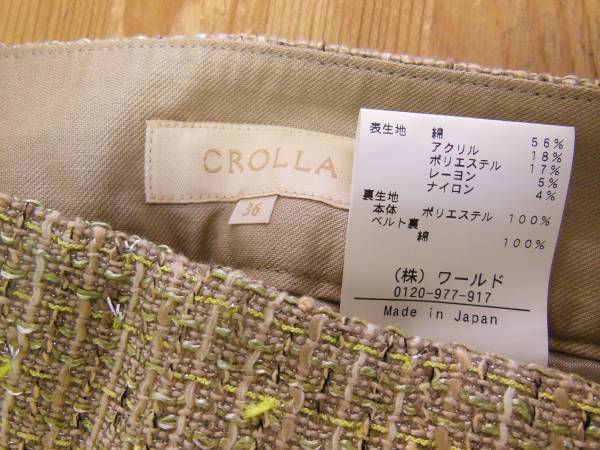 CROLLA
36
表生地 綿 56%
アクリル 18%
ポリエステル 17%
レーヨン 5%
ナイロン 4%
裏生地
本体 ポリエステル 100%
ベルト裏
綿 100%
(株) ワールド
0120-977-917
Made in Japan